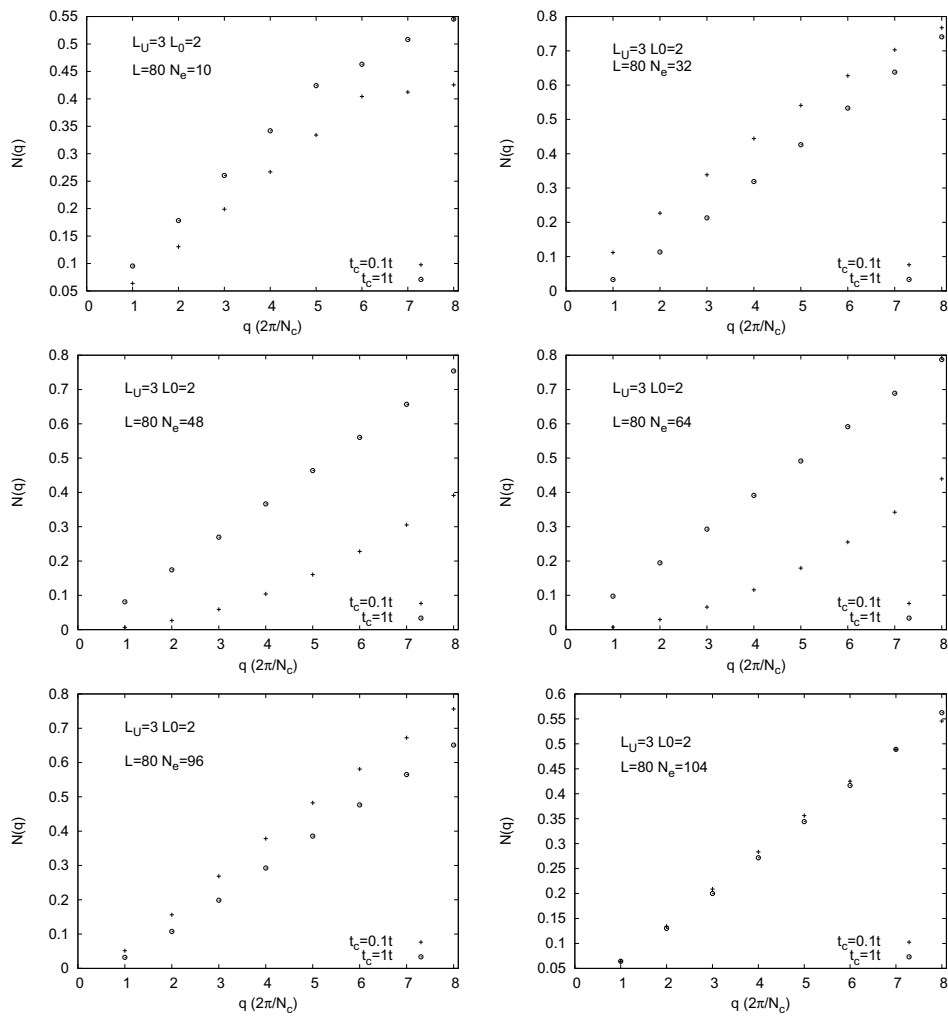 0.55
0.5
0.45
0.4
0.35
0.3
0.25
0.2
0.15
0.1
0.05
N(q)
L_U=3 L_0=2
L=80 N_e=10
t_c=0.1t
t_c=1t
0 1 2 3 4 5 6 7 8
q (2π/N_c)
0.8
0.7
0.6
0.5
0.4
0.3
0.2
0.1
0
N(q)
L_U=3 L0=2
L=80 N_e=32
t_c=0.1t
t_c=1t
0 1 2 3 4 5 6 7 8
q (2π/N_c)
0.8
0.7
0.6
0.5
0.4
0.3
0.2
0.1
0
N(q)
L_U=3 L0=2
L=80 N_e=48
t_c=0.1t
t_c=1t
0 1 2 3 4 5 6 7 8
q (2π/N_c)
0.8
0.7
0.6
0.5
0.4
0.3
0.2
0.1
0
N(q)
L_U=3 L0=2
L=80 N_e=64
t_c=0.1t
t_c=1t
0 1 2 3 4 5 6 7 8
q (2π/N_c)
0.8
0.7
0.6
0.5
0.4
0.3
0.2
0.1
0
N(q)
L_U=3 L0=2
L=80 N_e=96
t_c=0.1t
t_c=1t
0 1 2 3 4 5 6 7 8
q (2π/N_c)
0.6
0.55
0.5
0.45
0.4
0.35
0.3
0.25
0.2
0.15
0.1
0.05
N(q)
L_U=3 L0=2
L=80 N_e=104
t_c=0.1t
t_c=1t
0 1 2 3 4 5 6 7 8
q (2π/N_c)